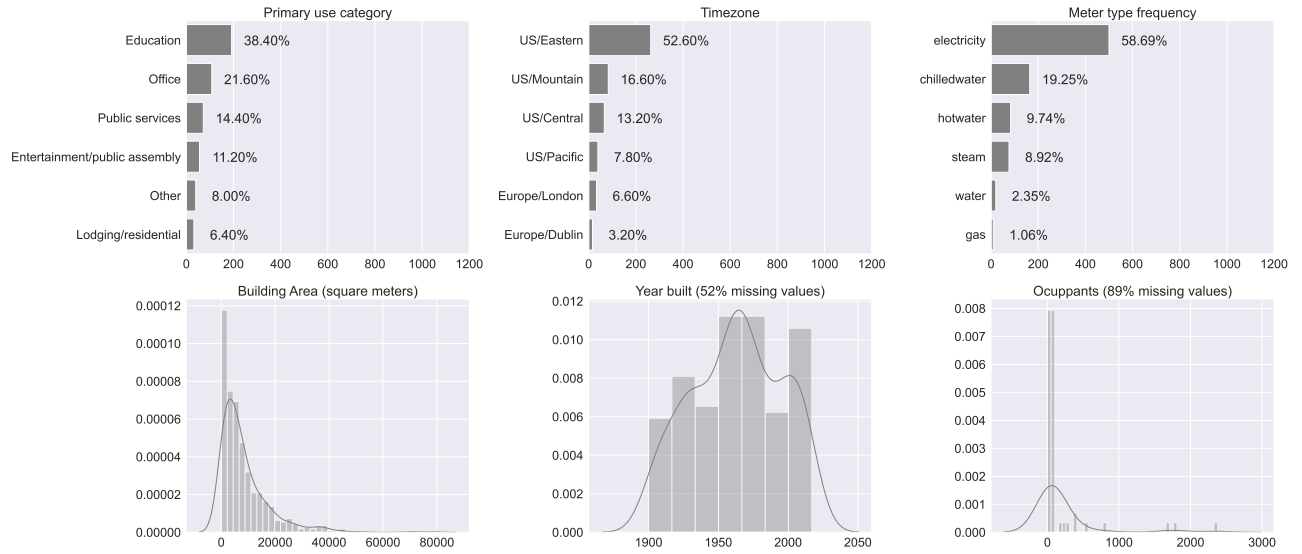 Primary use category
Education 38.40%
Office 21.60%
Public services 14.40%
Entertainment/public assembly 11.20%
Other 8.00%
Lodging/residential 6.40%
0 200 400 600 800 1000 1200
Timezone
US/Eastern 52.60%
US/Mountain 16.60%
US/Central 13.20%
US/Pacific 7.80%
Europe/London 6.60%
Europe/Dublin 3.20%
0 200 400 600 800 1000 1200
Meter type frequency
electricity 58.69%
chilledwater 19.25%
hotwater 9.74%
steam 8.92%
water 2.35%
gas 1.06%
0 200 400 600 800 1000 1200
Building Area (square meters)
0.00012
0.00010
0.00008
0.00006
0.00004
0.00002
0.00000
0 20000 40000 60000 80000
Year built (52% missing values)
0.012
0.010
0.008
0.006
0.004
0.002
0.000
1900 1950 2000 2050
Ocuppants (89% missing values)
0.008
0.007
0.006
0.005
0.004
0.003
0.002
0.001
0.000
0 1000 2000 3000